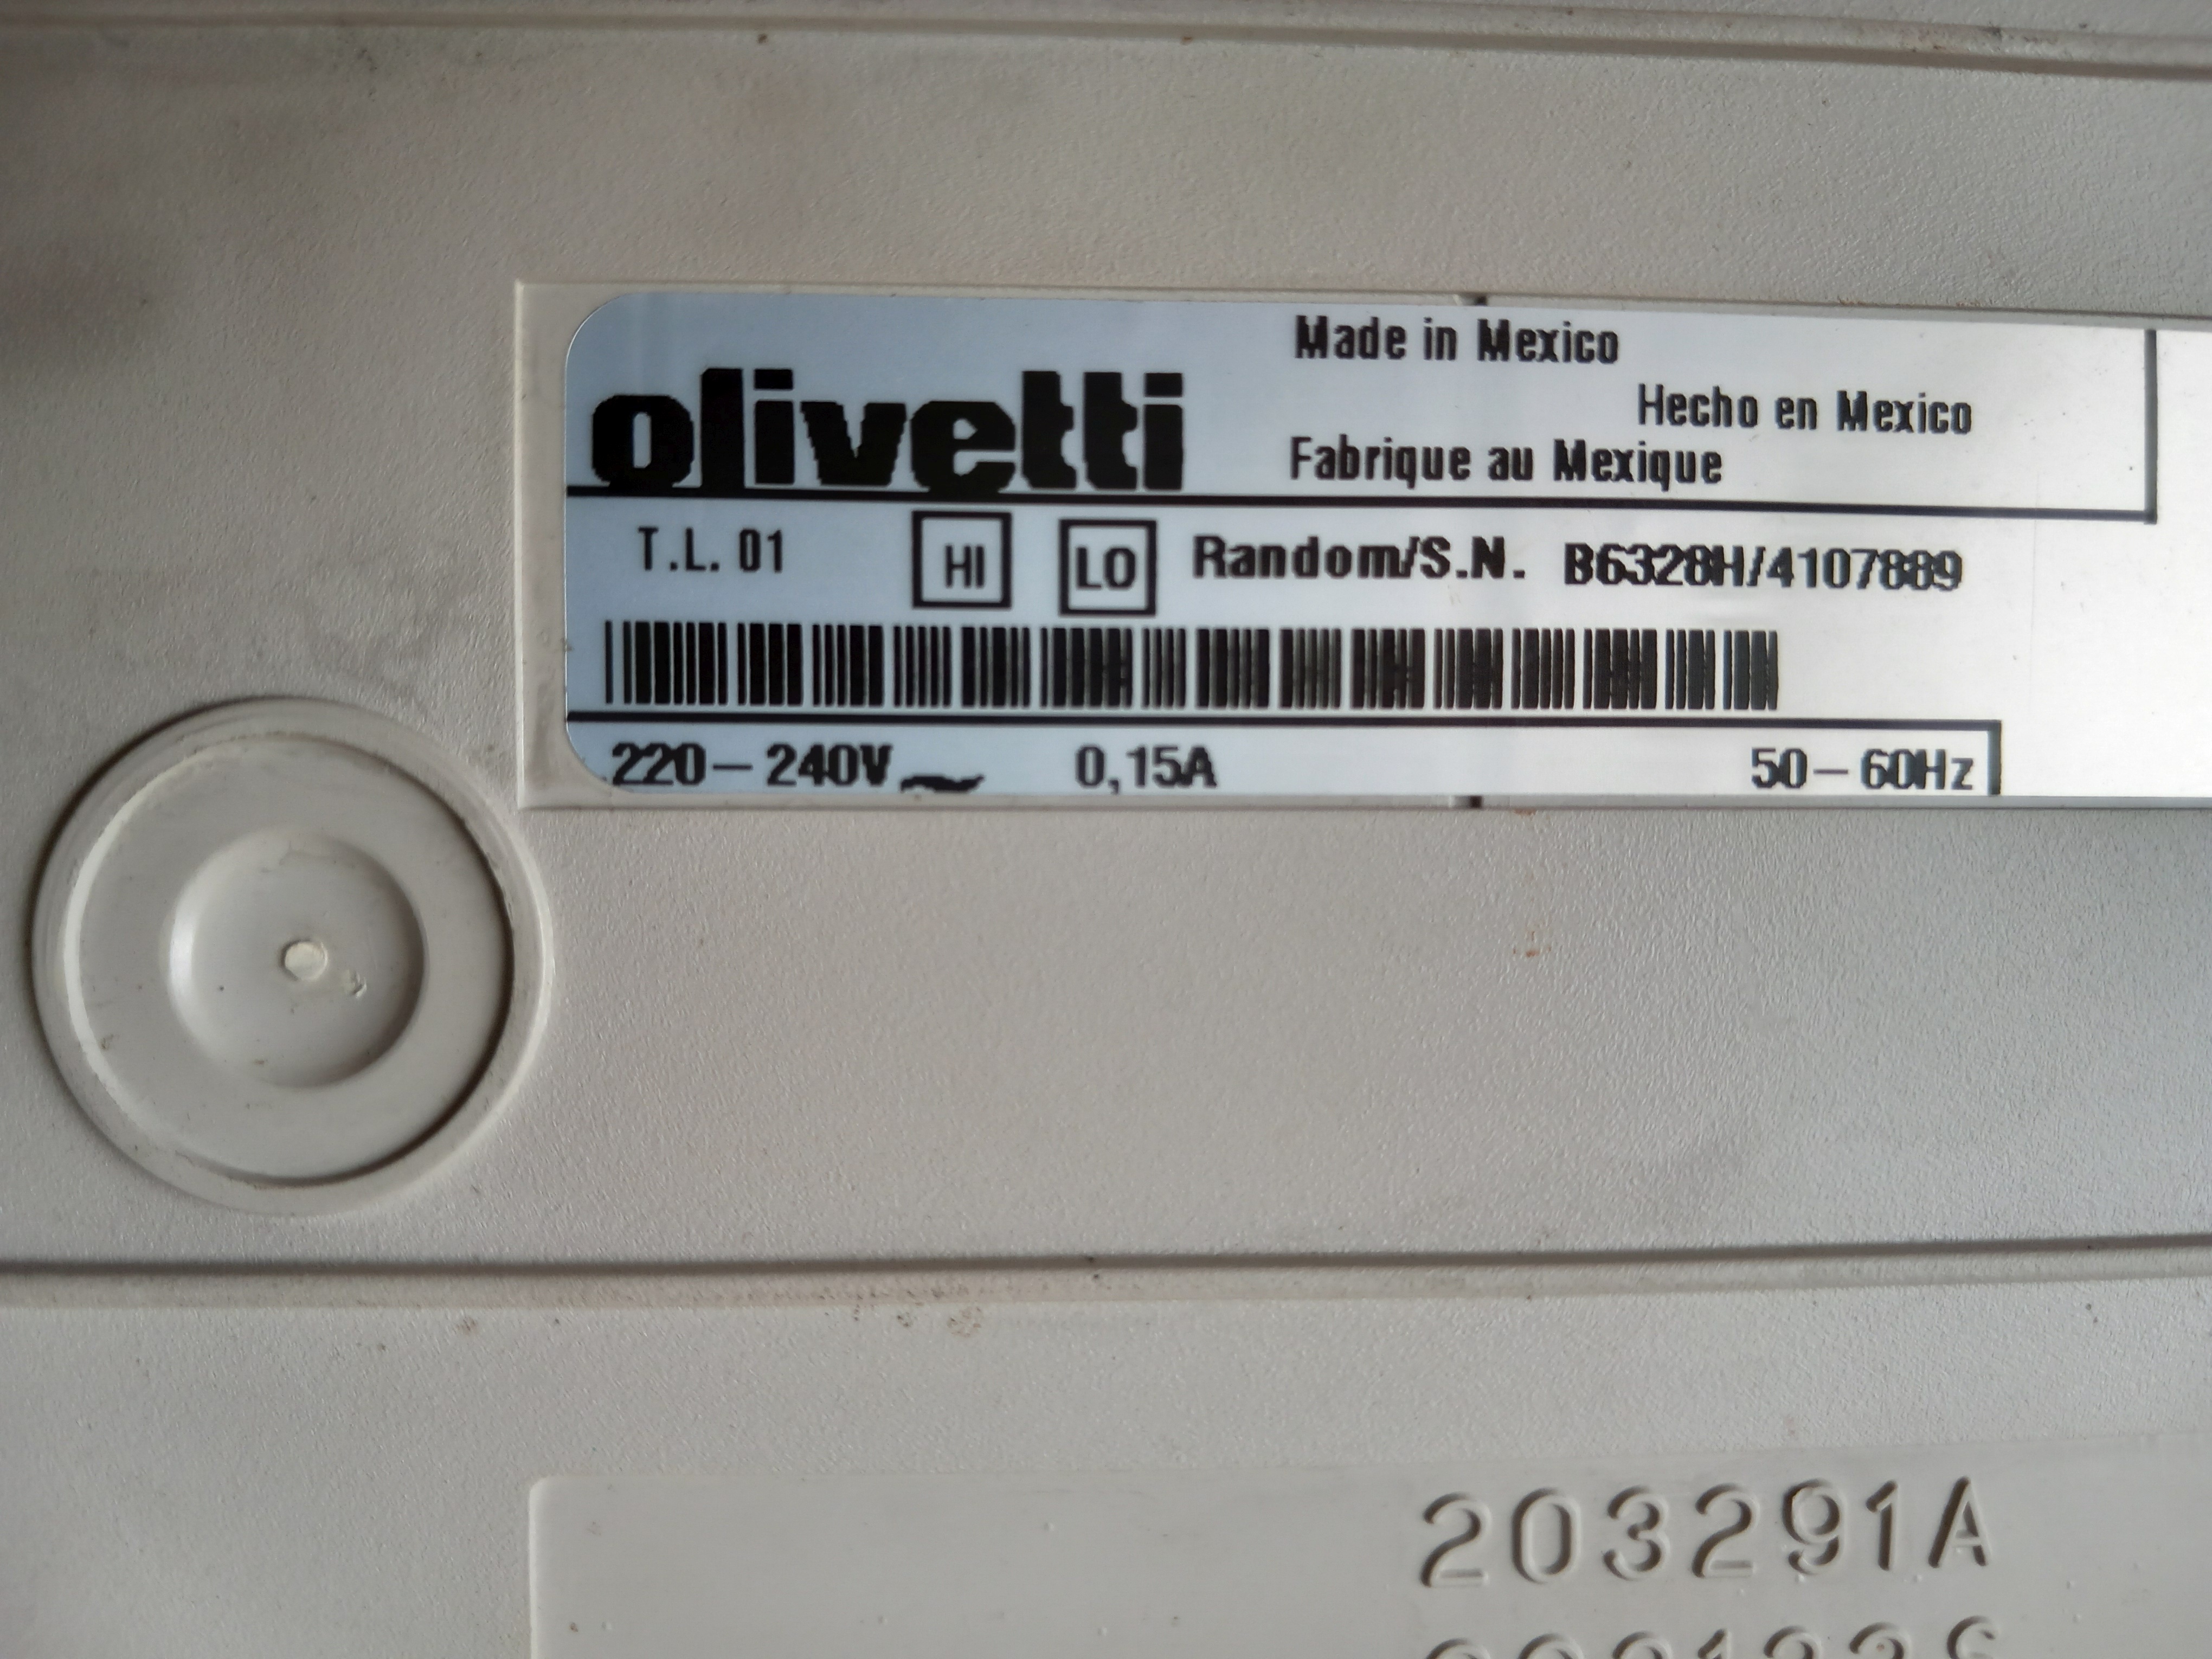 olivetti
Made in Mexico
Hecho en Mexico
Fabrique au Mexique
T.L. 01 HI LO Random/S.N. B6328H/4107889
220-240V~ 0,15A 50-60Hz
203291A